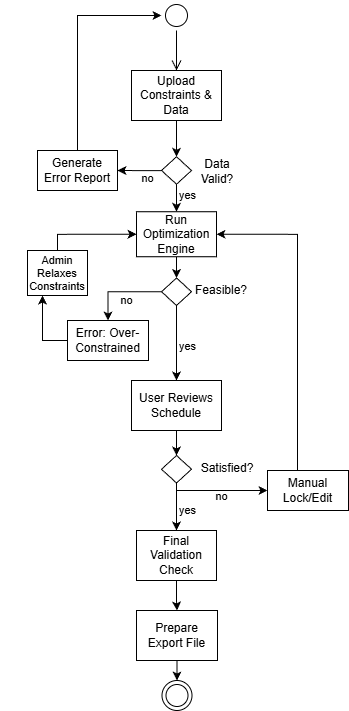 Upload
Constraints &
Data
Data
Valid?
no
Generate
Error Report
yes
Run
Optimization
Engine
Admin
Relaxes
Constraints
Feasible?
no
Error: Over-
Constrained
yes
User Reviews
Schedule
Satisfied?
no
Manual
Lock/Edit
yes
Final
Validation
Check
Prepare
Export File